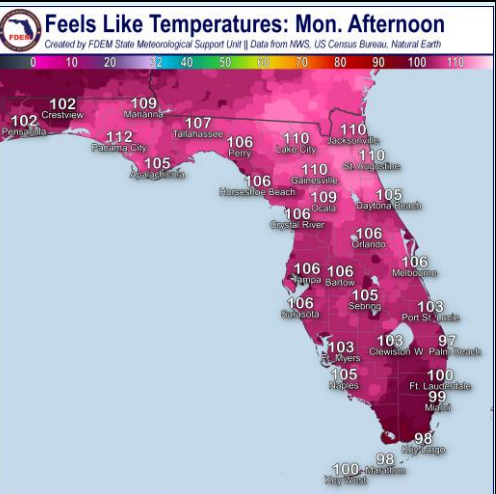 Feels Like Temperatures: Mon. Afternoon
Created by FDEM State Meteorological Support Unit || Data from NWS, US Census Bureau, Natural Earth
FDEM
0 10 20 32 40 50 60 70 80 90 100 110
102
Crestview
109
Marianna
102
Pensacola
107
Tallahassee
112
Panama City
106
Perry
110
Lake City
110
Jacksonville
105
Apalachicola
110
St. Augustine
110
Gainesville
106
Horseshoe Beach
109
Ocala
105
Daytona Beach
106
Crystal River
106
Orlando
106
Melbourne
106
Tampa
106
Bartow
106
Sarasota
105
Sebring
103
Port St. Lucie
103
Ft. Myers
103
Clewiston
97
W Palm Beach
105
Naples
100
Ft. Lauderdale
99
Miami
98
Key Largo
98
Marathon
100
Key West